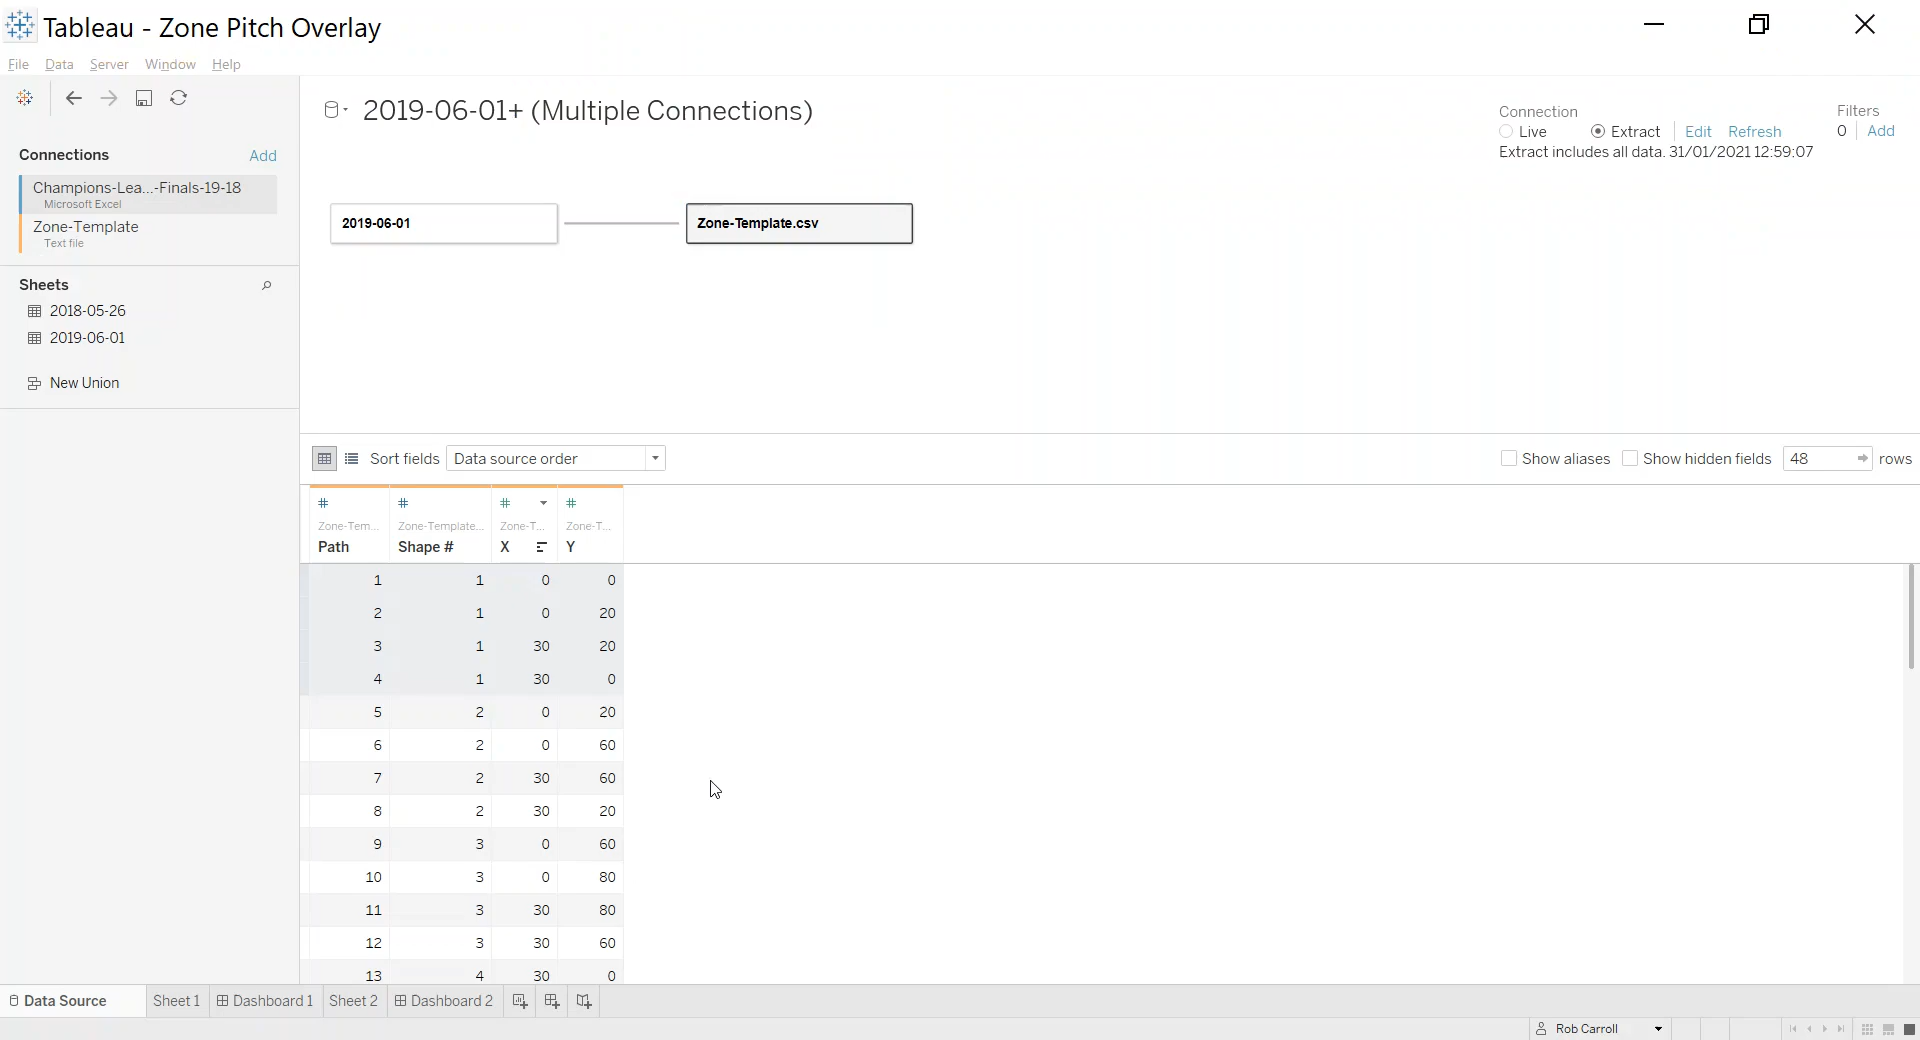 Tableau - Zone Pitch Overlay
File Data Server Window Help
2019-06-01+ (Multiple Connections)
Connection
Live Extract Edit Refresh
Extract includes all data. 31/01/2021 12:59:07
Filters
0 Add
Connections Add
Champions-Lea...-Finals-19-18
Microsoft Excel
Zone-Template
Text file
Sheets
2018-05-26
2019-06-01
New Union
2019-06-01 Zone-Template.csv
Sort fields Data source order Show aliases Show hidden fields 48 rows
# # # #
Zone-Tem... Zone-Template... Zone-T... Zone-T...
Path Shape # X Y
1 1 0 0
2 1 0 20
3 1 30 20
4 1 30 0
5 2 0 20
6 2 0 60
7 2 30 60
8 2 30 20
9 3 0 60
10 3 0 80
11 3 30 80
12 3 30 60
13 4 30 0
Data Source Sheet 1 Dashboard 1 Sheet 2 Dashboard 2
Rob Carroll